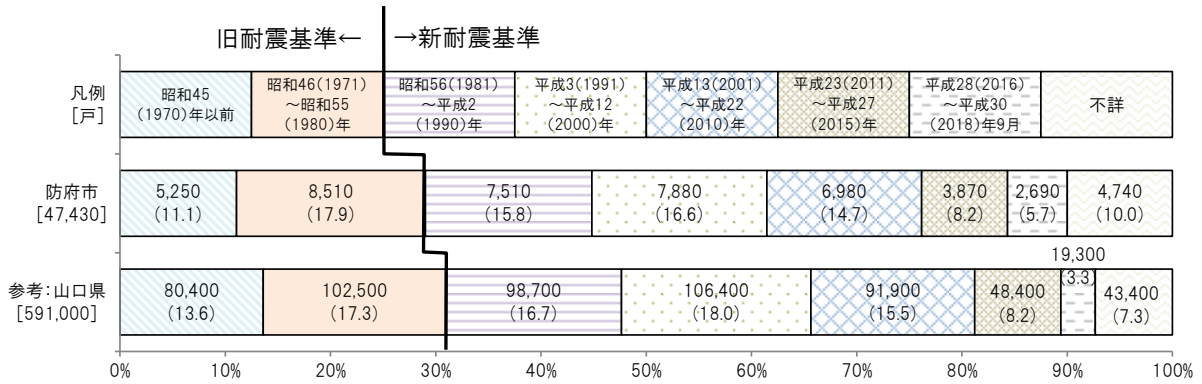 旧耐震基準← →新耐震基準
凡例
[戸]
昭和45
(1970)年以前
昭和46(1971)
～昭和55
(1980)年
昭和56(1981)
～平成2
(1990)年
平成3(1991)
～平成12
(2000)年
平成13(2001)
～平成22
(2010)年
平成23(2011)
～平成27
(2015)年
平成28(2016)
～平成30
(2018)年9月
不詳
防府市
[47,430]
5,250
(11.1)
8,510
(17.9)
7,510
(15.8)
7,880
(16.6)
6,980
(14.7)
3,870
(8.2)
2,690
(5.7)
4,740
(10.0)
参考:山口県
[591,000]
80,400
(13.6)
102,500
(17.3)
98,700
(16.7)
106,400
(18.0)
91,900
(15.5)
48,400
(8.2)
19,300
(3.3)
43,400
(7.3)
0% 10% 20% 30% 40% 50% 60% 70% 80% 90% 100%